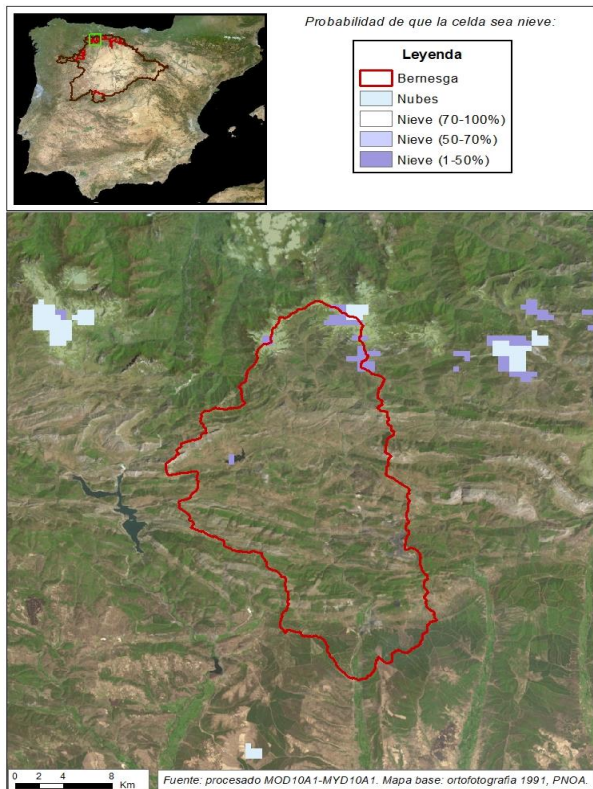 Probabilidad de que la celda sea nieve:
Leyenda
Bernesga
Nubes
Nieve (70-100%)
Nieve (50-70%)
Nieve (1-50%)
0 2 4 8
Km
Fuente: procesado MOD10A1-MYD10A1. Mapa base: ortofotografia 1991, PNOA.